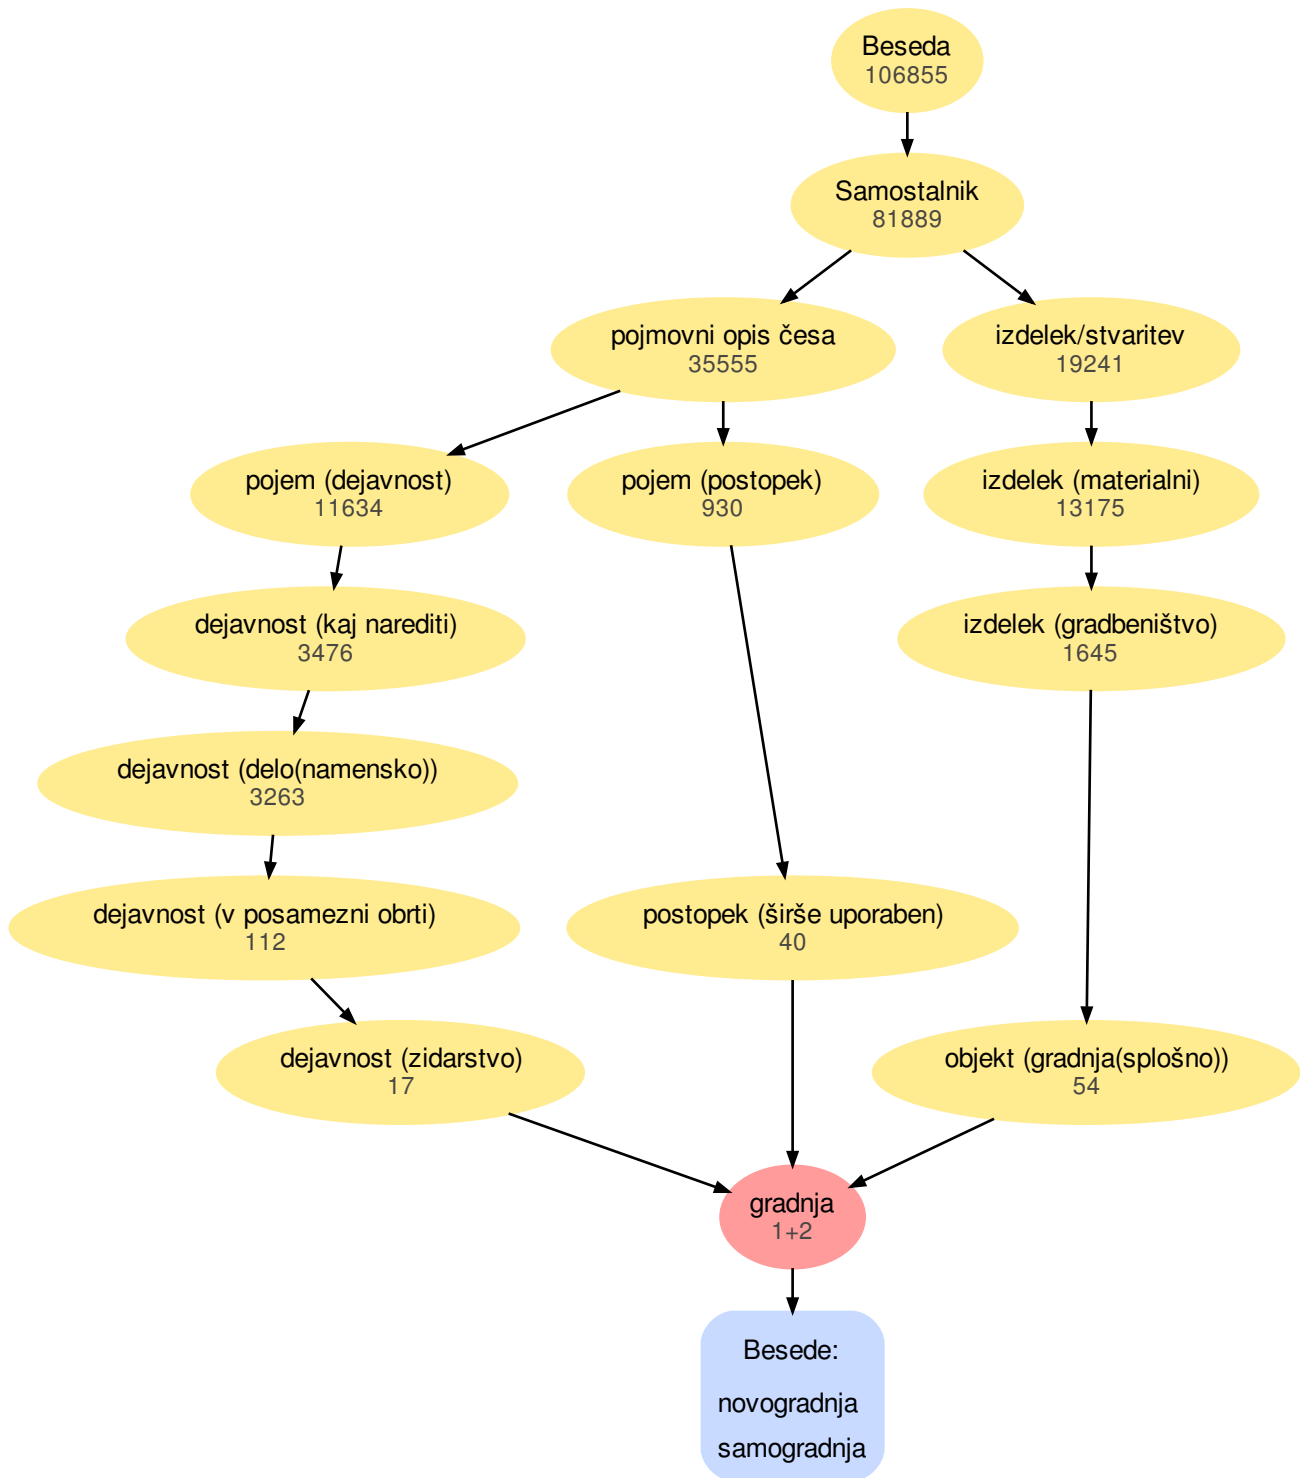 Beseda
106855
Samostalnik
81889
pojmovni opis česa
35555
izdelek/stvaritev
19241
pojem (dejavnost)
11634
pojem (postopek)
930
izdelek (materialni)
13175
dejavnost (kaj narediti)
3476
izdelek (gradbeništvo)
1645
dejavnost (delo(namensko))
3263
dejavnost (v posamezni obrti)
112
postopek (širše uporaben)
40
dejavnost (zidarstvo)
17
objekt (gradnja(splošno))
54
gradnja
1+2
Besede:
novogradnja
samogradnja